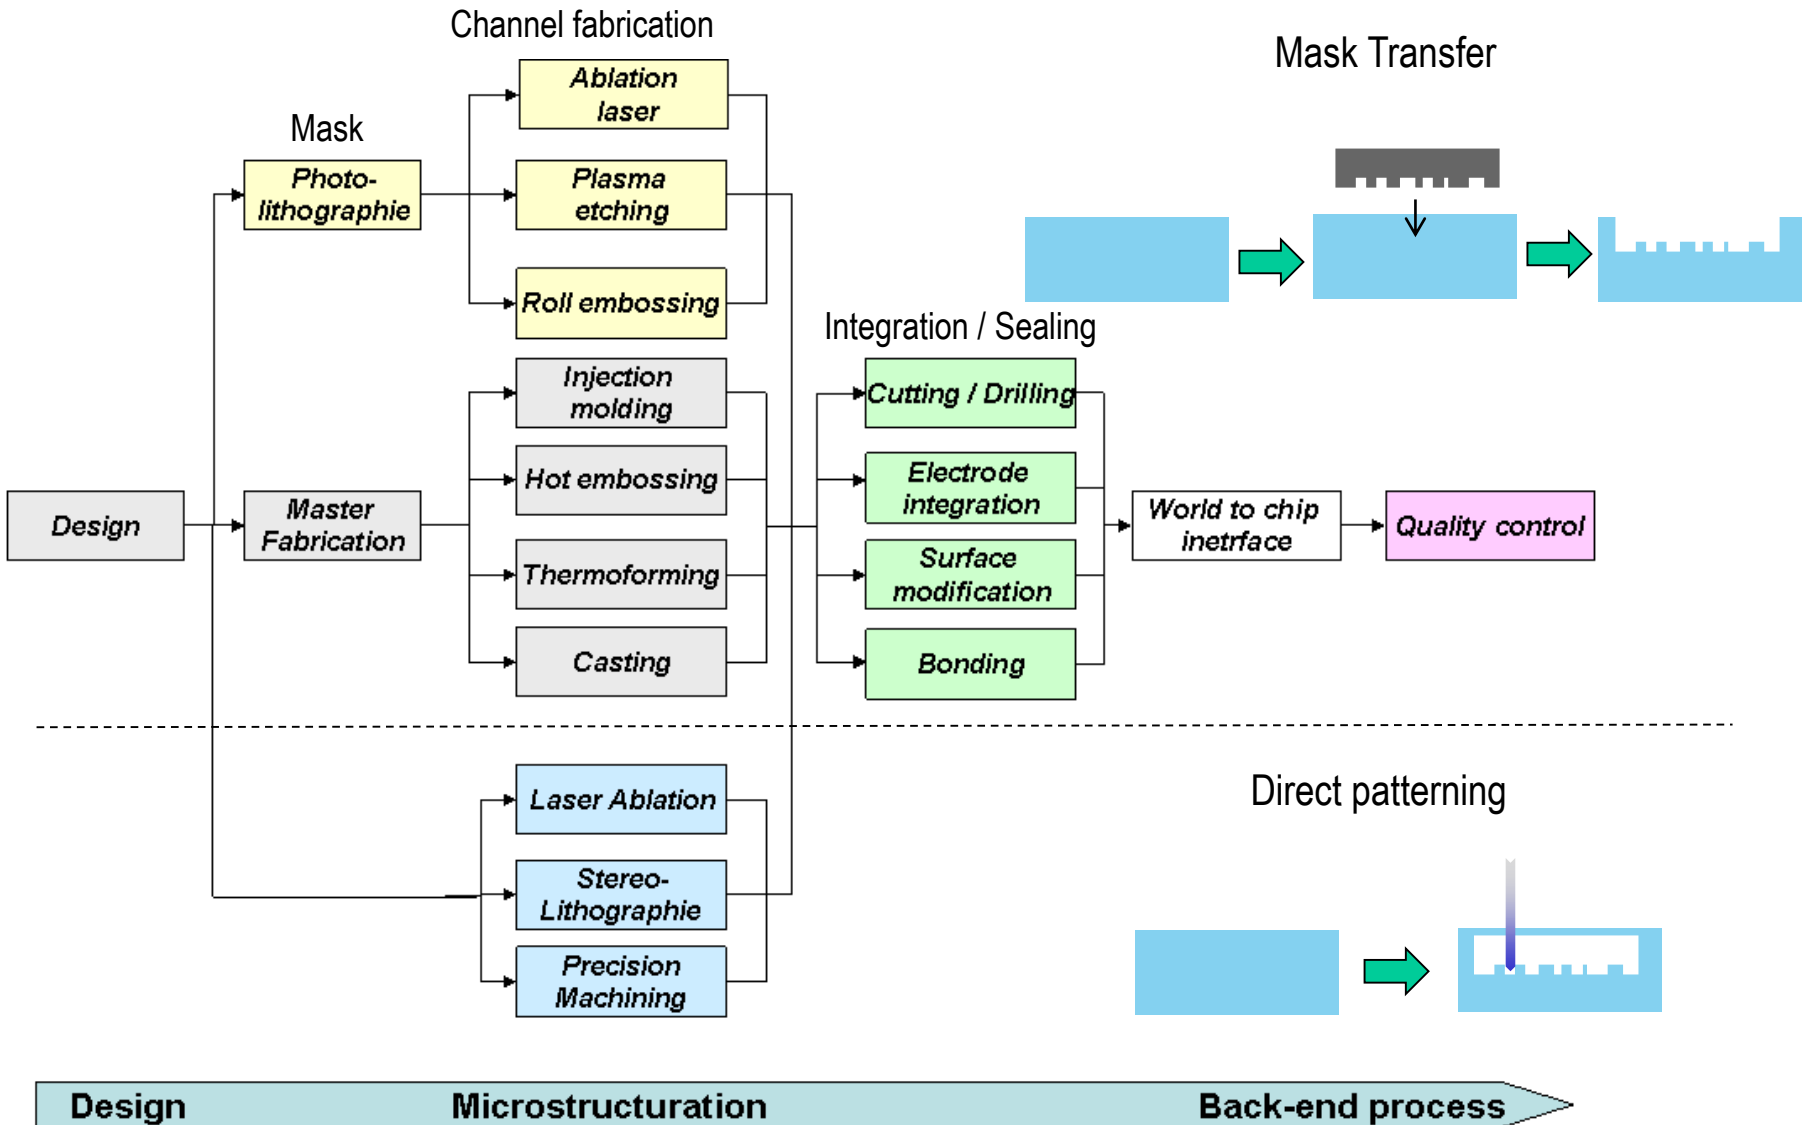 Channel fabrication
Mask Transfer
Ablation
laser
Mask
Photo-
lithographie
Plasma
etching
Roll embossing
Integration / Sealing
Injection
molding
Cutting / Drilling
Hot embossing
Electrode
integration
Design
Master
Fabrication
World to chip
inetrface
Quality control
Thermoforming
Surface
modification
Casting
Bonding
Laser Ablation
Direct patterning
Stereo-
Lithographie
Precision
Machining
Design
Microstructuration
Back-end process